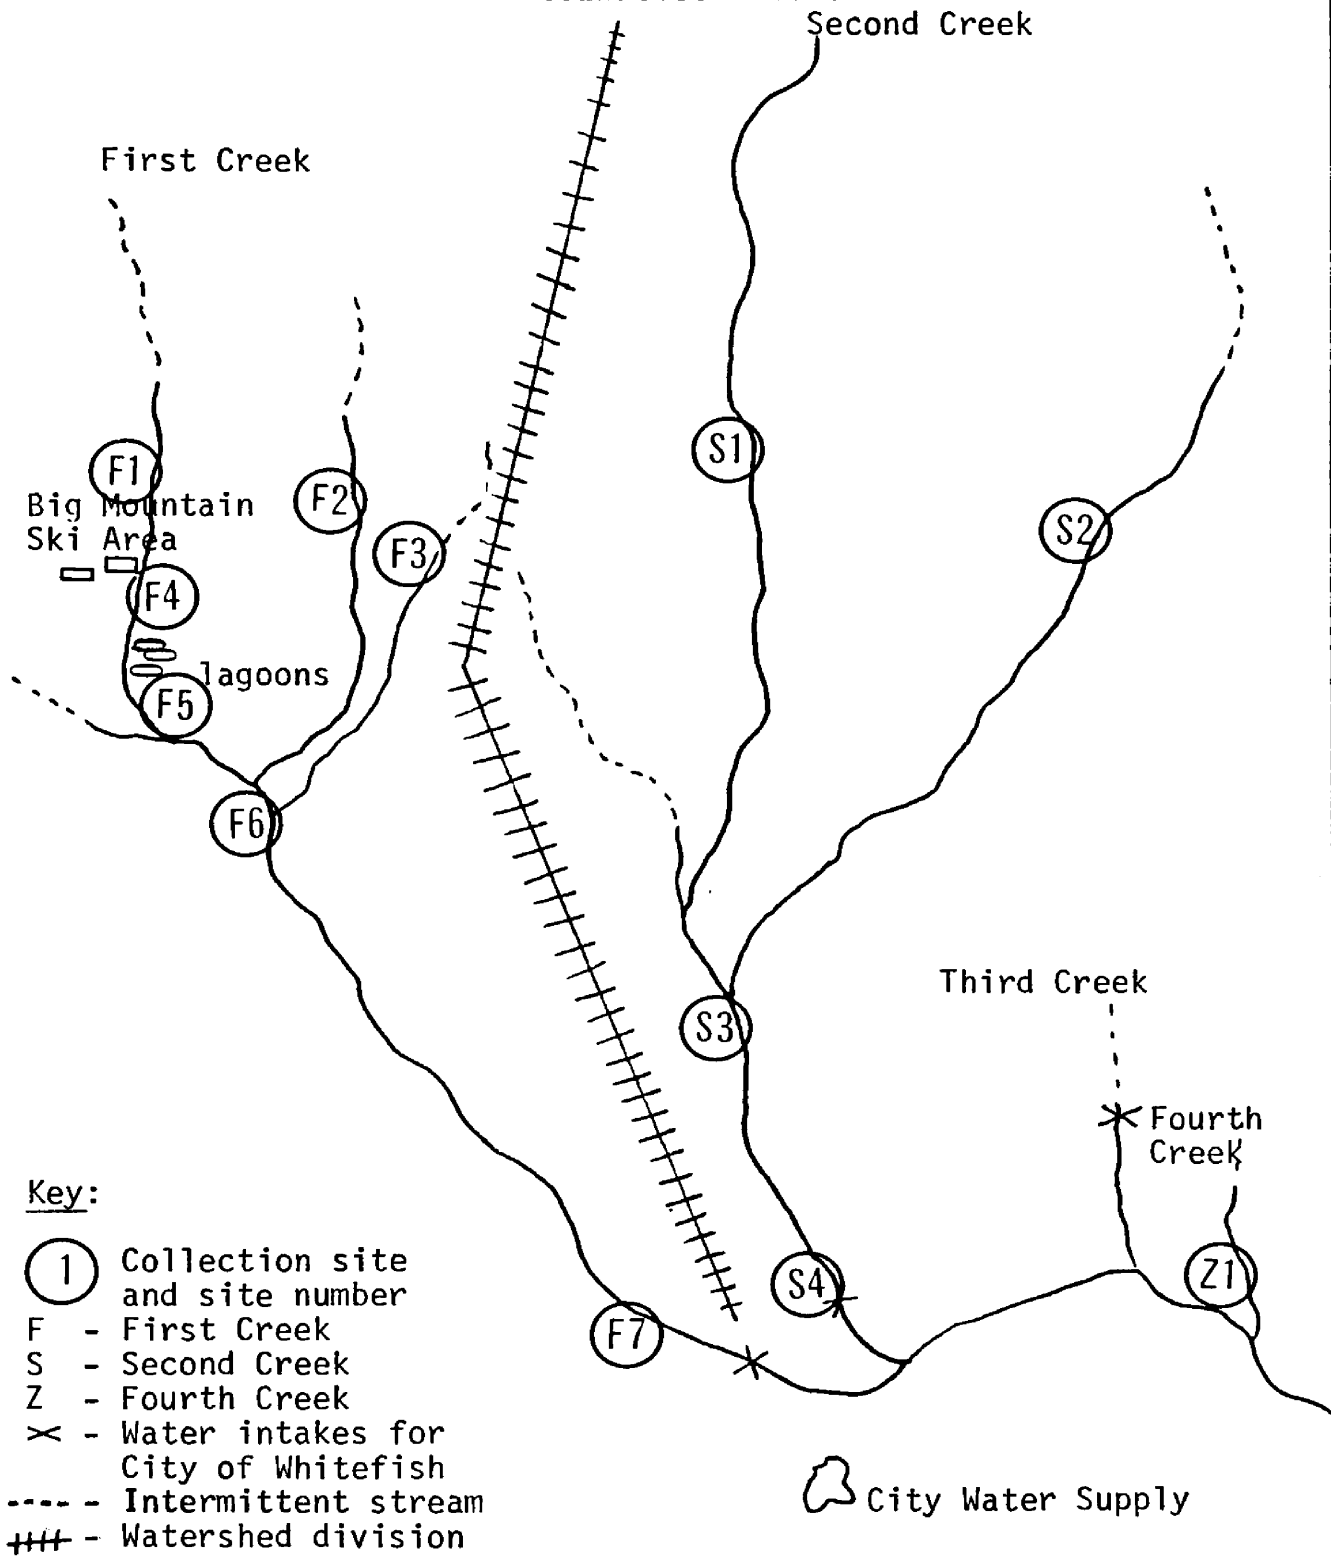 Second Creek
First Creek
S1
F1
Big Mountain
Ski Area
F2
S2
F3
F4
lagoons
F5
F6
Third Creek
S3
Fourth
Creek
Key:
1 Collection site
and site number
Z1
S4
F - First Creek
F7
S - Second Creek
Z - Fourth Creek
- Water intakes for
City of Whitefish
- Intermittent stream
City Water Supply
- Watershed division